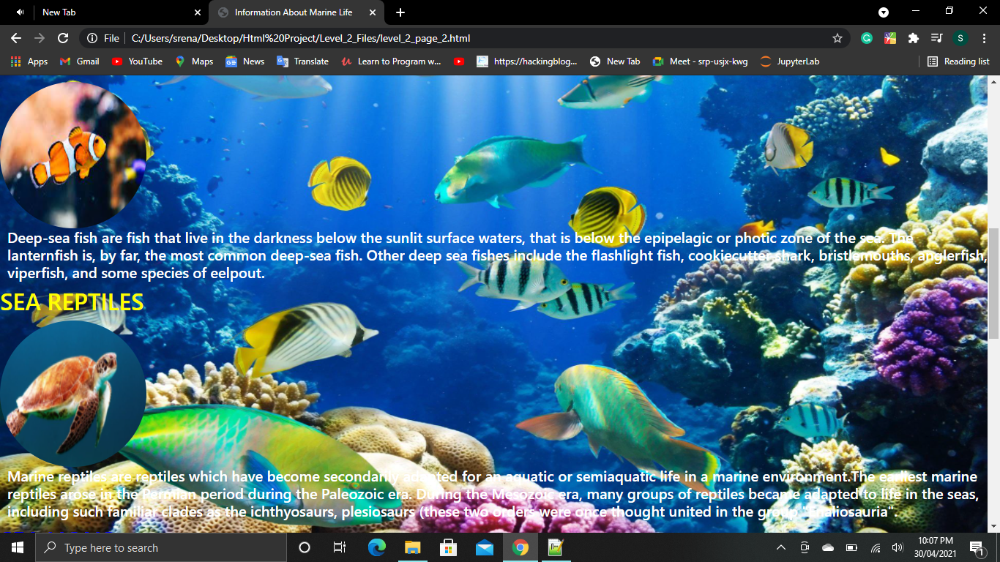 New Tab
Information About Marine Life
File
C:/Users/srena/Desktop/Html%20Project/Level_2_Files/level_2_page_2.html
S
Apps
Gmail
YouTube
Maps
News
Translate
Learn to Program w...
https://hackingblog...
New Tab
Meet - srp-usjx-kwg
JupyterLab
Reading list
Deep-sea fish are fish that live in the darkness below the sunlit surface waters, that is below the epipelagic or photic zone of the sea. The
lanternfish is, by far, the most common deep-sea fish. Other deep sea fishes include the flashlight fish, cookiecutter shark, bristlemouths, anglerfish,
viperfish, and some species of eelpout.
SEA REPTILES
Marine reptiles are reptiles which have become secondarily adapted for an aquatic or semiaquatic life in a marine environment.The earliest marine
reptiles arose in the Permian period during the Paleozoic era. During the Mesozoic era, many groups of reptiles became adapted to life in the seas,
including such familiar clades as the ichthyosaurs, plesiosaurs (these two orders were once thought united in the group "Enaliosauria".
Type here to search
10:07 PM
30/04/2021
1